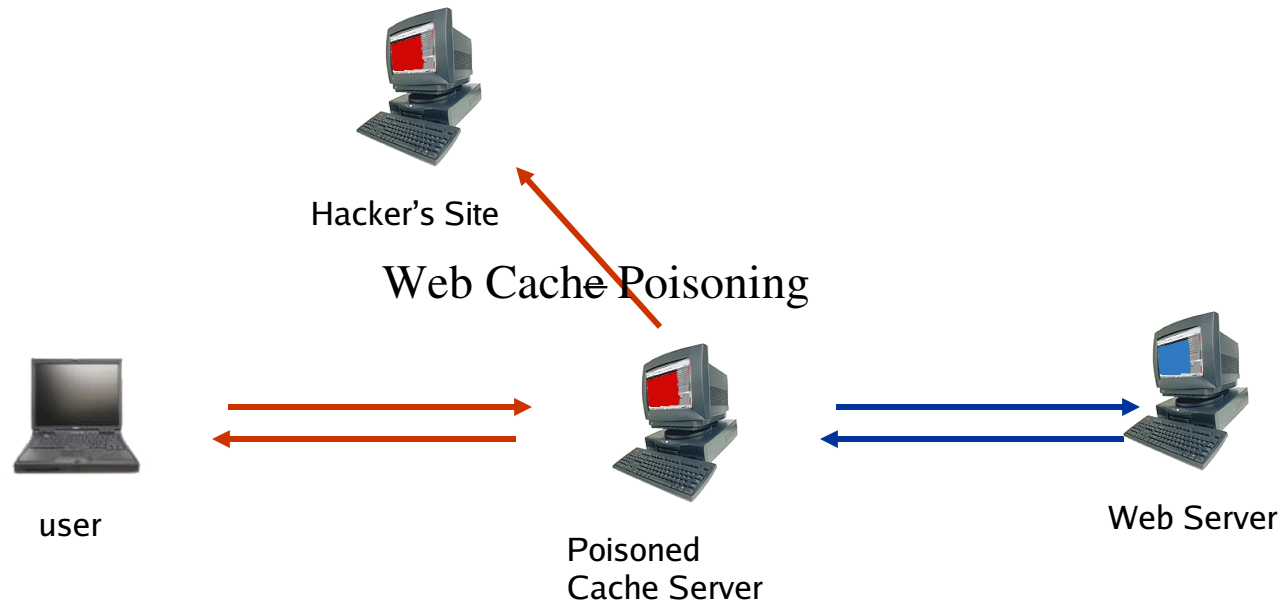 Hacker's Site
Web Cache Poisoning
user
Poisoned
Cache Server
Web Server